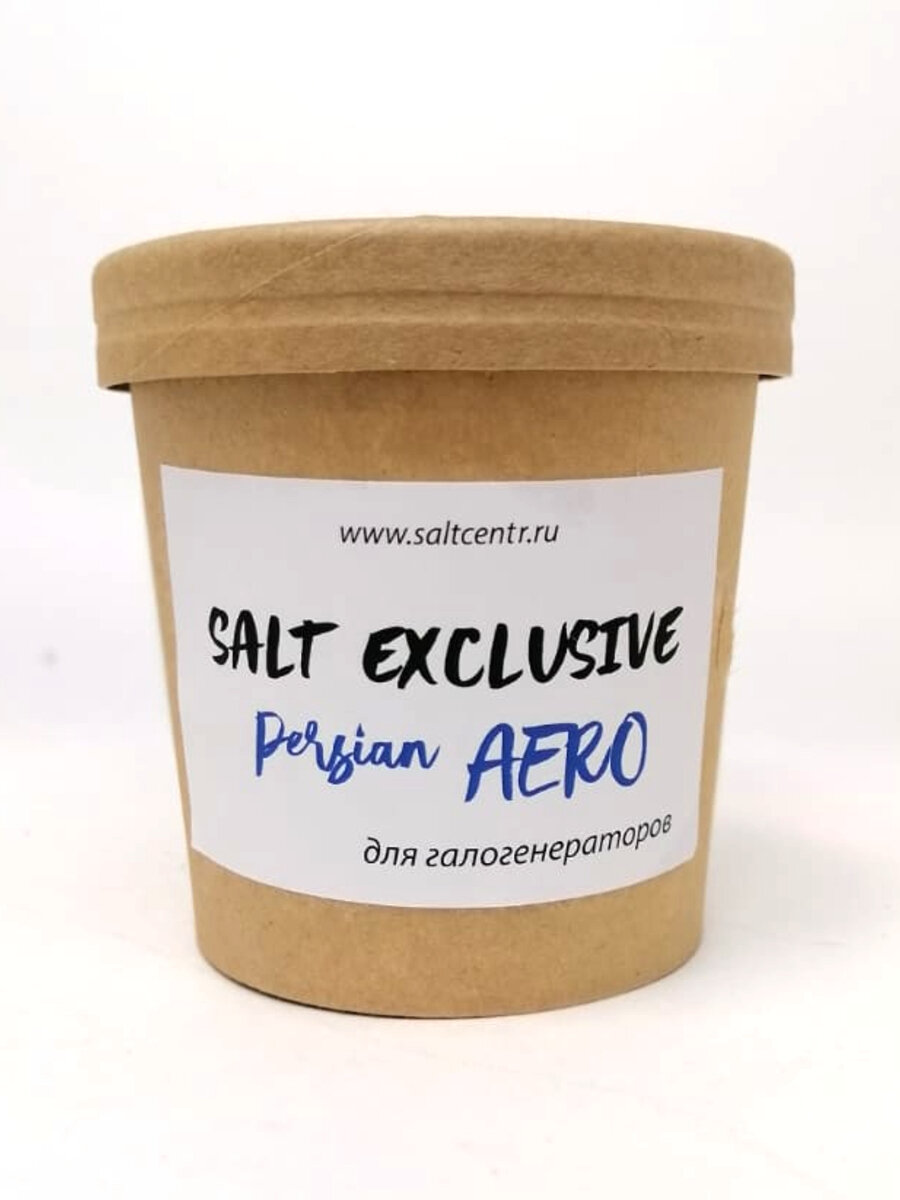 www.saltcentr.ru
SALT EXCLUSIVE
Persian AERO
для галогенераторов